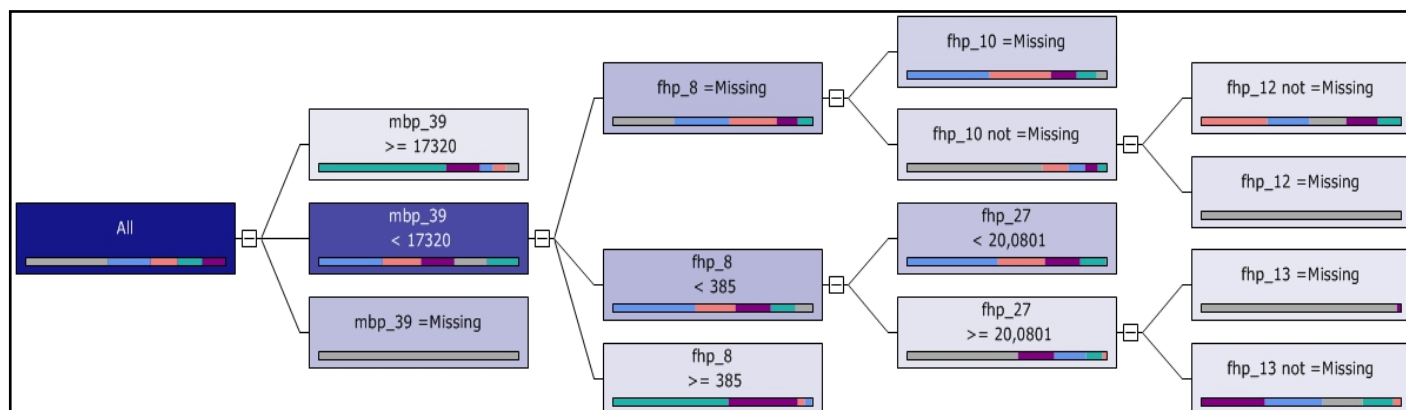 All
mbp_39
>= 17320
mbp_39
< 17320
mbp_39 =Missing
fhp_8 =Missing
fhp_8
< 385
fhp_8
>= 385
fhp_10 =Missing
fhp_10 not =Missing
fhp_27
< 20,0801
fhp_27
>= 20,0801
fhp_12 not =Missing
fhp_12 =Missing
fhp_13 =Missing
fhp_13 not =Missing